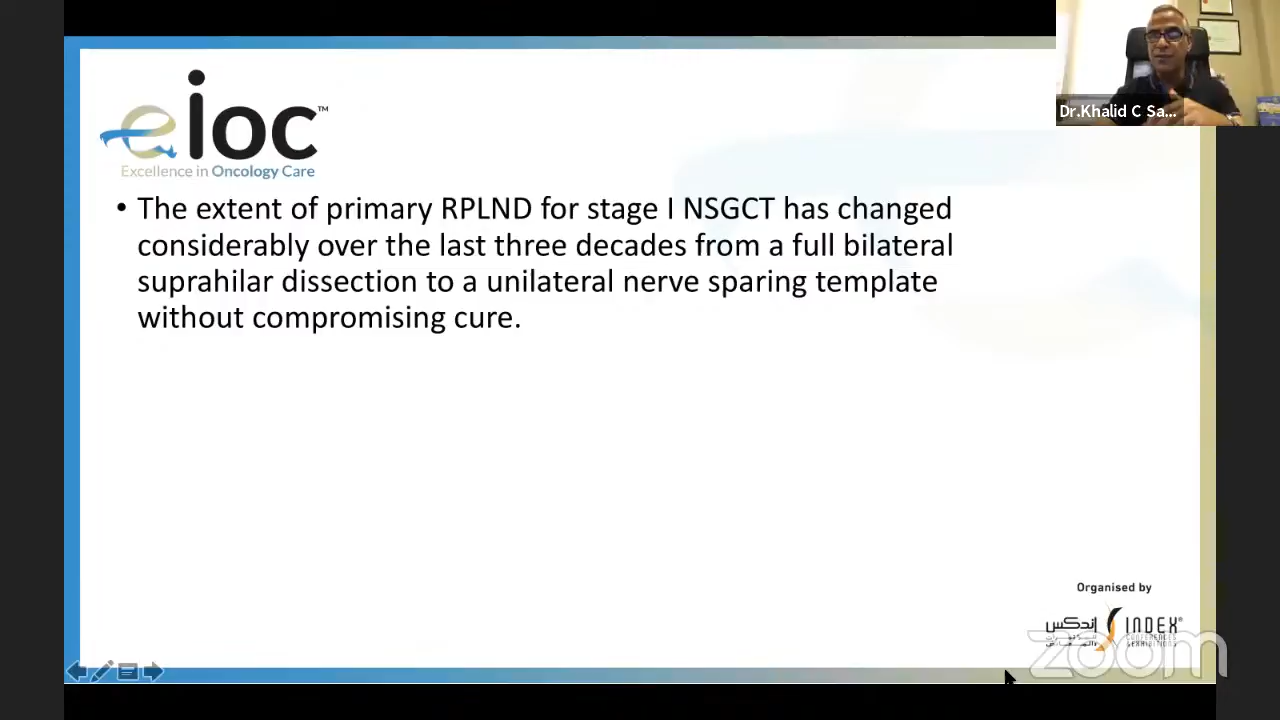 Dr.Khalid C Sa...
eioc™
Excellence in Oncology Care
• The extent of primary RPLND for stage I NSGCT has changed
considerably over the last three decades from a full bilateral
suprahilar dissection to a unilateral nerve sparing template
without compromising cure.
Organised by
اندكس
INDEX®
zoom